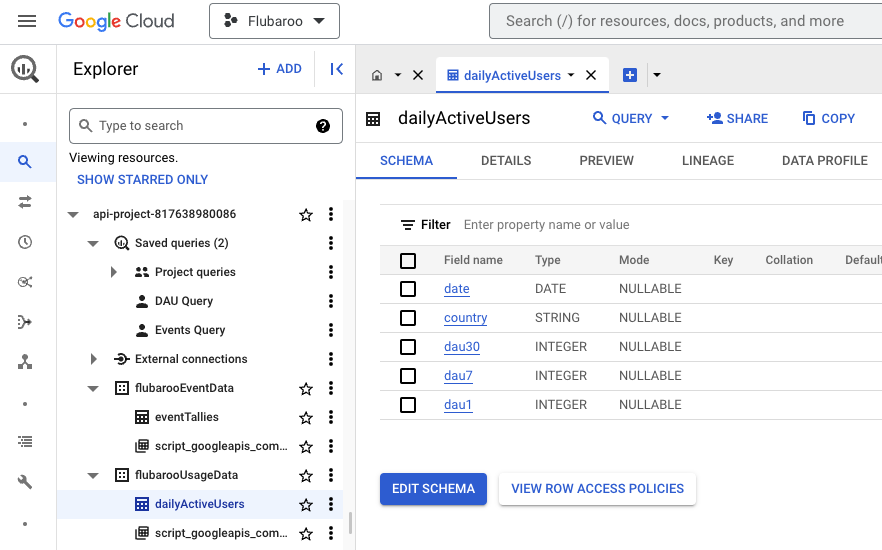 Google Cloud
Flubaroo
Search (/) for resources, docs, products, and more
Explorer
ADD
dailyActiveUsers
Type to search
Viewing resources.
SHOW STARRED ONLY
api-project-817638980086
Saved queries (2)
Project queries
DAU Query
Events Query
External connections
flubarooEventData
eventTallies
script_googleapis_com...
flubarooUsageData
dailyActiveUsers
script_googleapis_com...
dailyActiveUsers
QUERY
SHARE
COPY
SCHEMA DETAILS PREVIEW LINEAGE DATA PROFILE
Filter Enter property name or value
Field name Type Mode Key Collation Default
date DATE NULLABLE
country STRING NULLABLE
dau30 INTEGER NULLABLE
dau7 INTEGER NULLABLE
dau1 INTEGER NULLABLE
EDIT SCHEMA
VIEW ROW ACCESS POLICIES